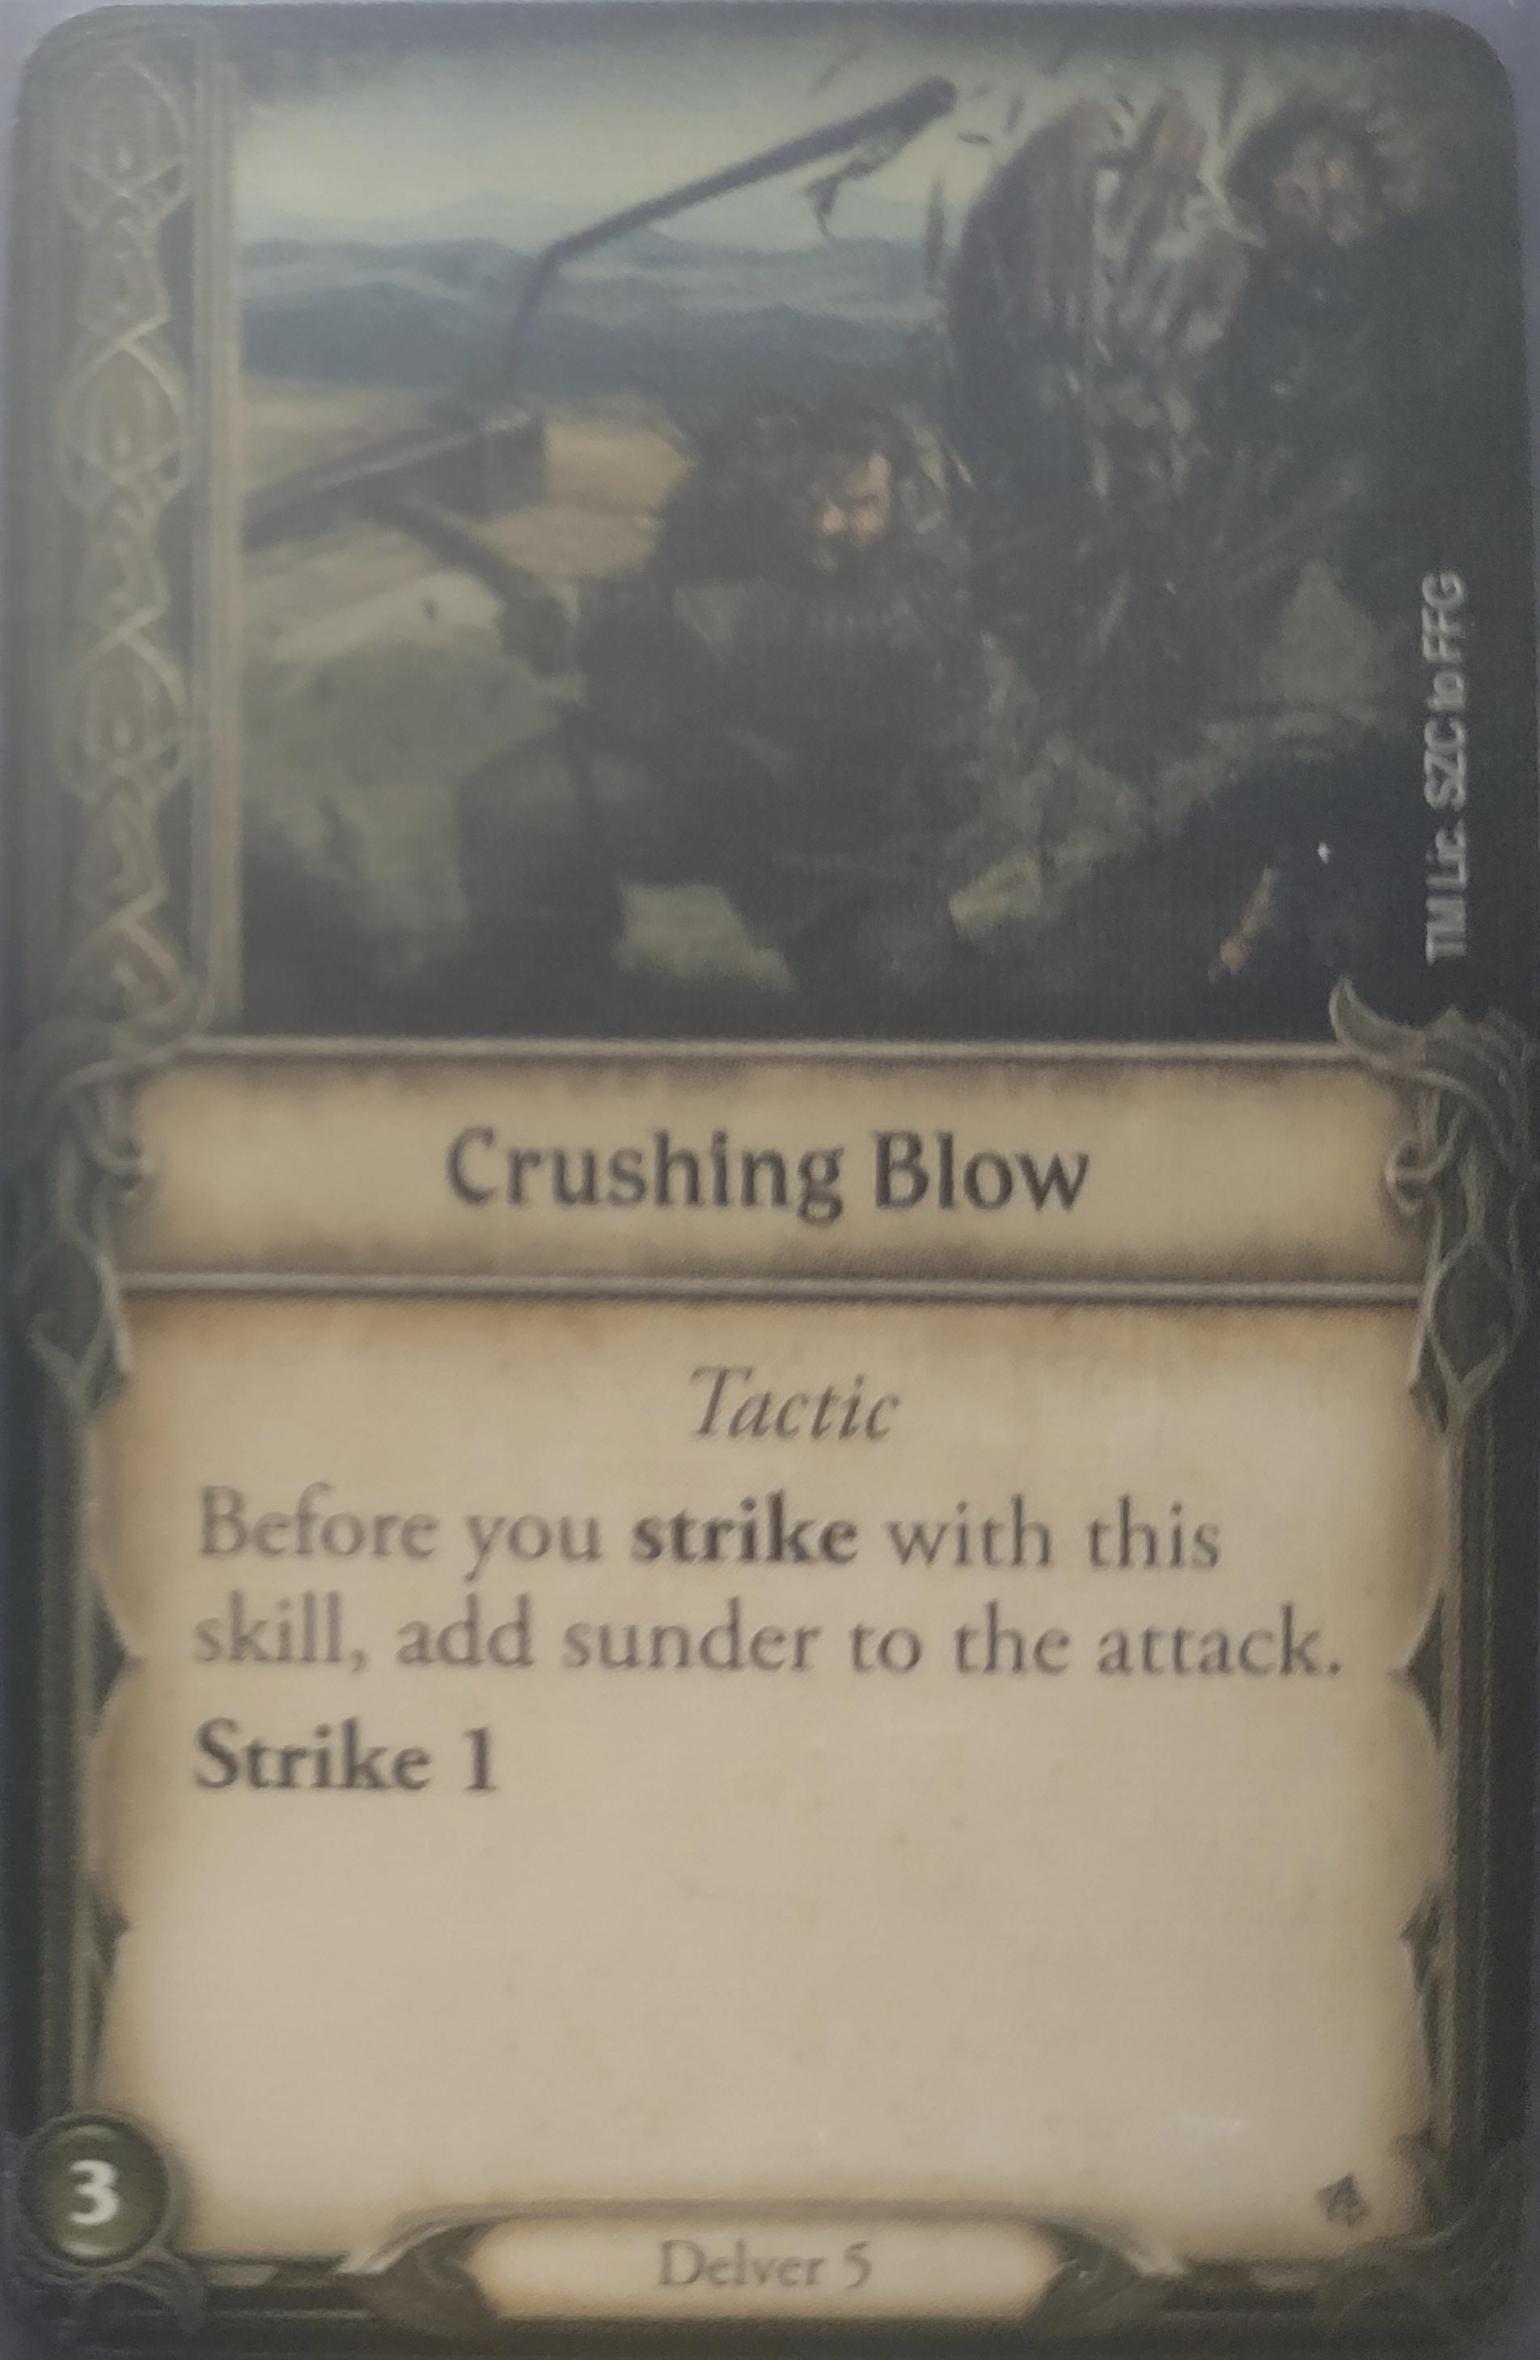 TM Lic. SZC to FFG
Crushing Blow
Tactic
Before you strike with this
skill, add sunder to the attack.
Strike 1
3
Delver 5